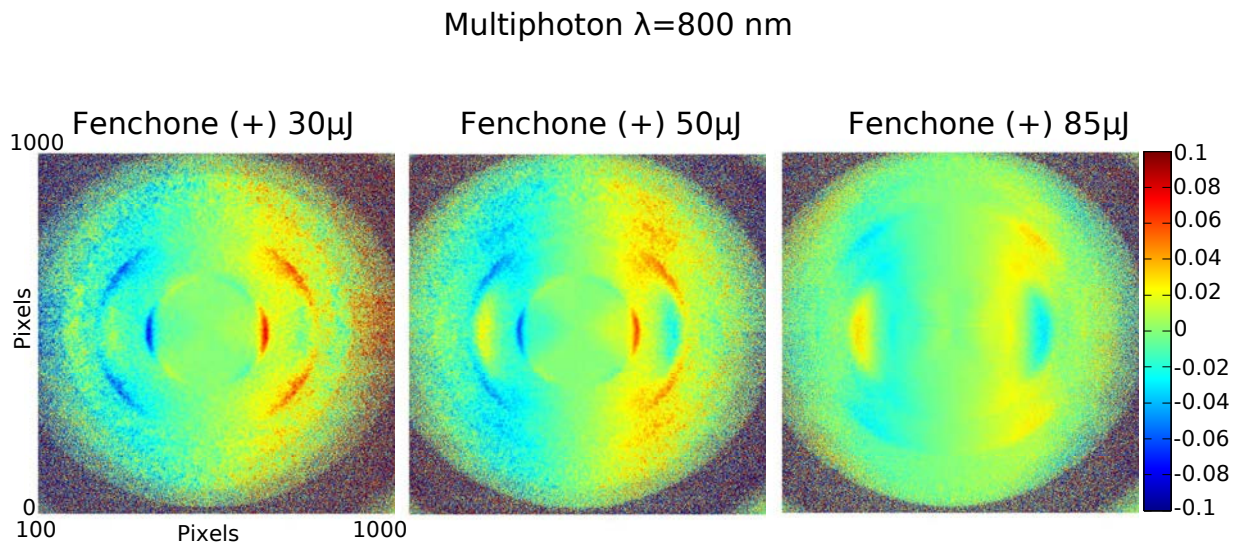 Multiphoton λ=800 nm
Fenchone (+) 30µJ
Fenchone (+) 50µJ
Fenchone (+) 85µJ
1000
Pixels
0
100
Pixels
1000
0.1
0.08
0.06
0.04
0.02
0
-0.02
-0.04
-0.06
-0.08
-0.1